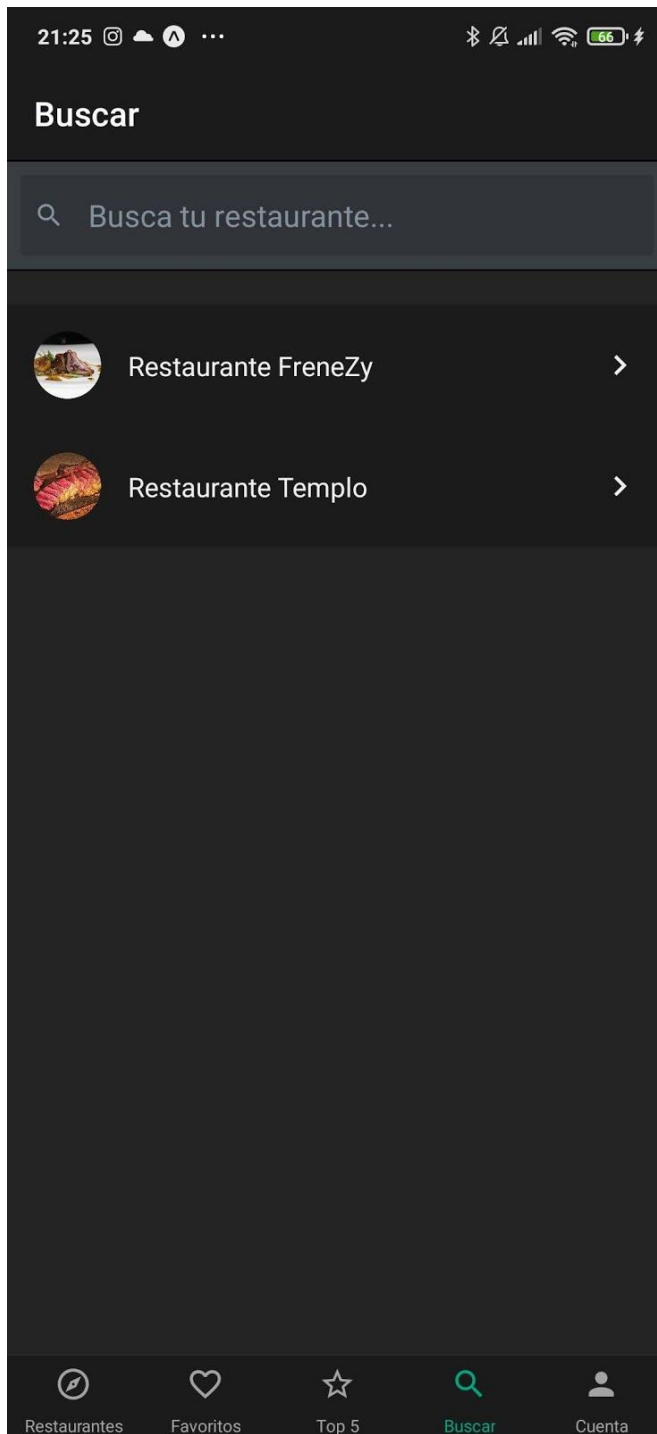 21:25
66
Buscar
Busca tu restaurante...
Restaurante FreneZy
Restaurante Templo
Restaurantes Favoritos Top 5 Buscar Cuenta